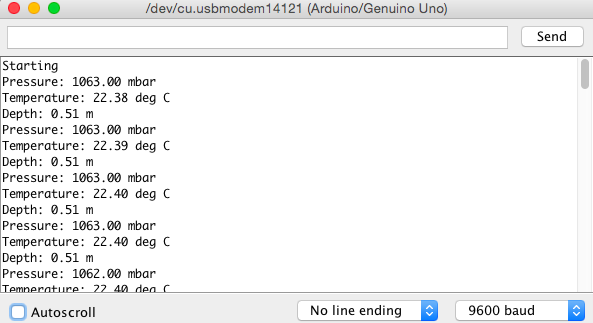 /dev/cu.usbmodem14121 (Arduino/Genuino Uno)
Send
Starting
Pressure: 1063.00 mbar
Temperature: 22.38 deg C
Depth: 0.51 m
Pressure: 1063.00 mbar
Temperature: 22.39 deg C
Depth: 0.51 m
Pressure: 1063.00 mbar
Temperature: 22.40 deg C
Depth: 0.51 m
Pressure: 1063.00 mbar
Temperature: 22.40 deg C
Depth: 0.51 m
Pressure: 1062.00 mbar
Temperature: 22.40 deg C
Autoscroll
No line ending
9600 baud